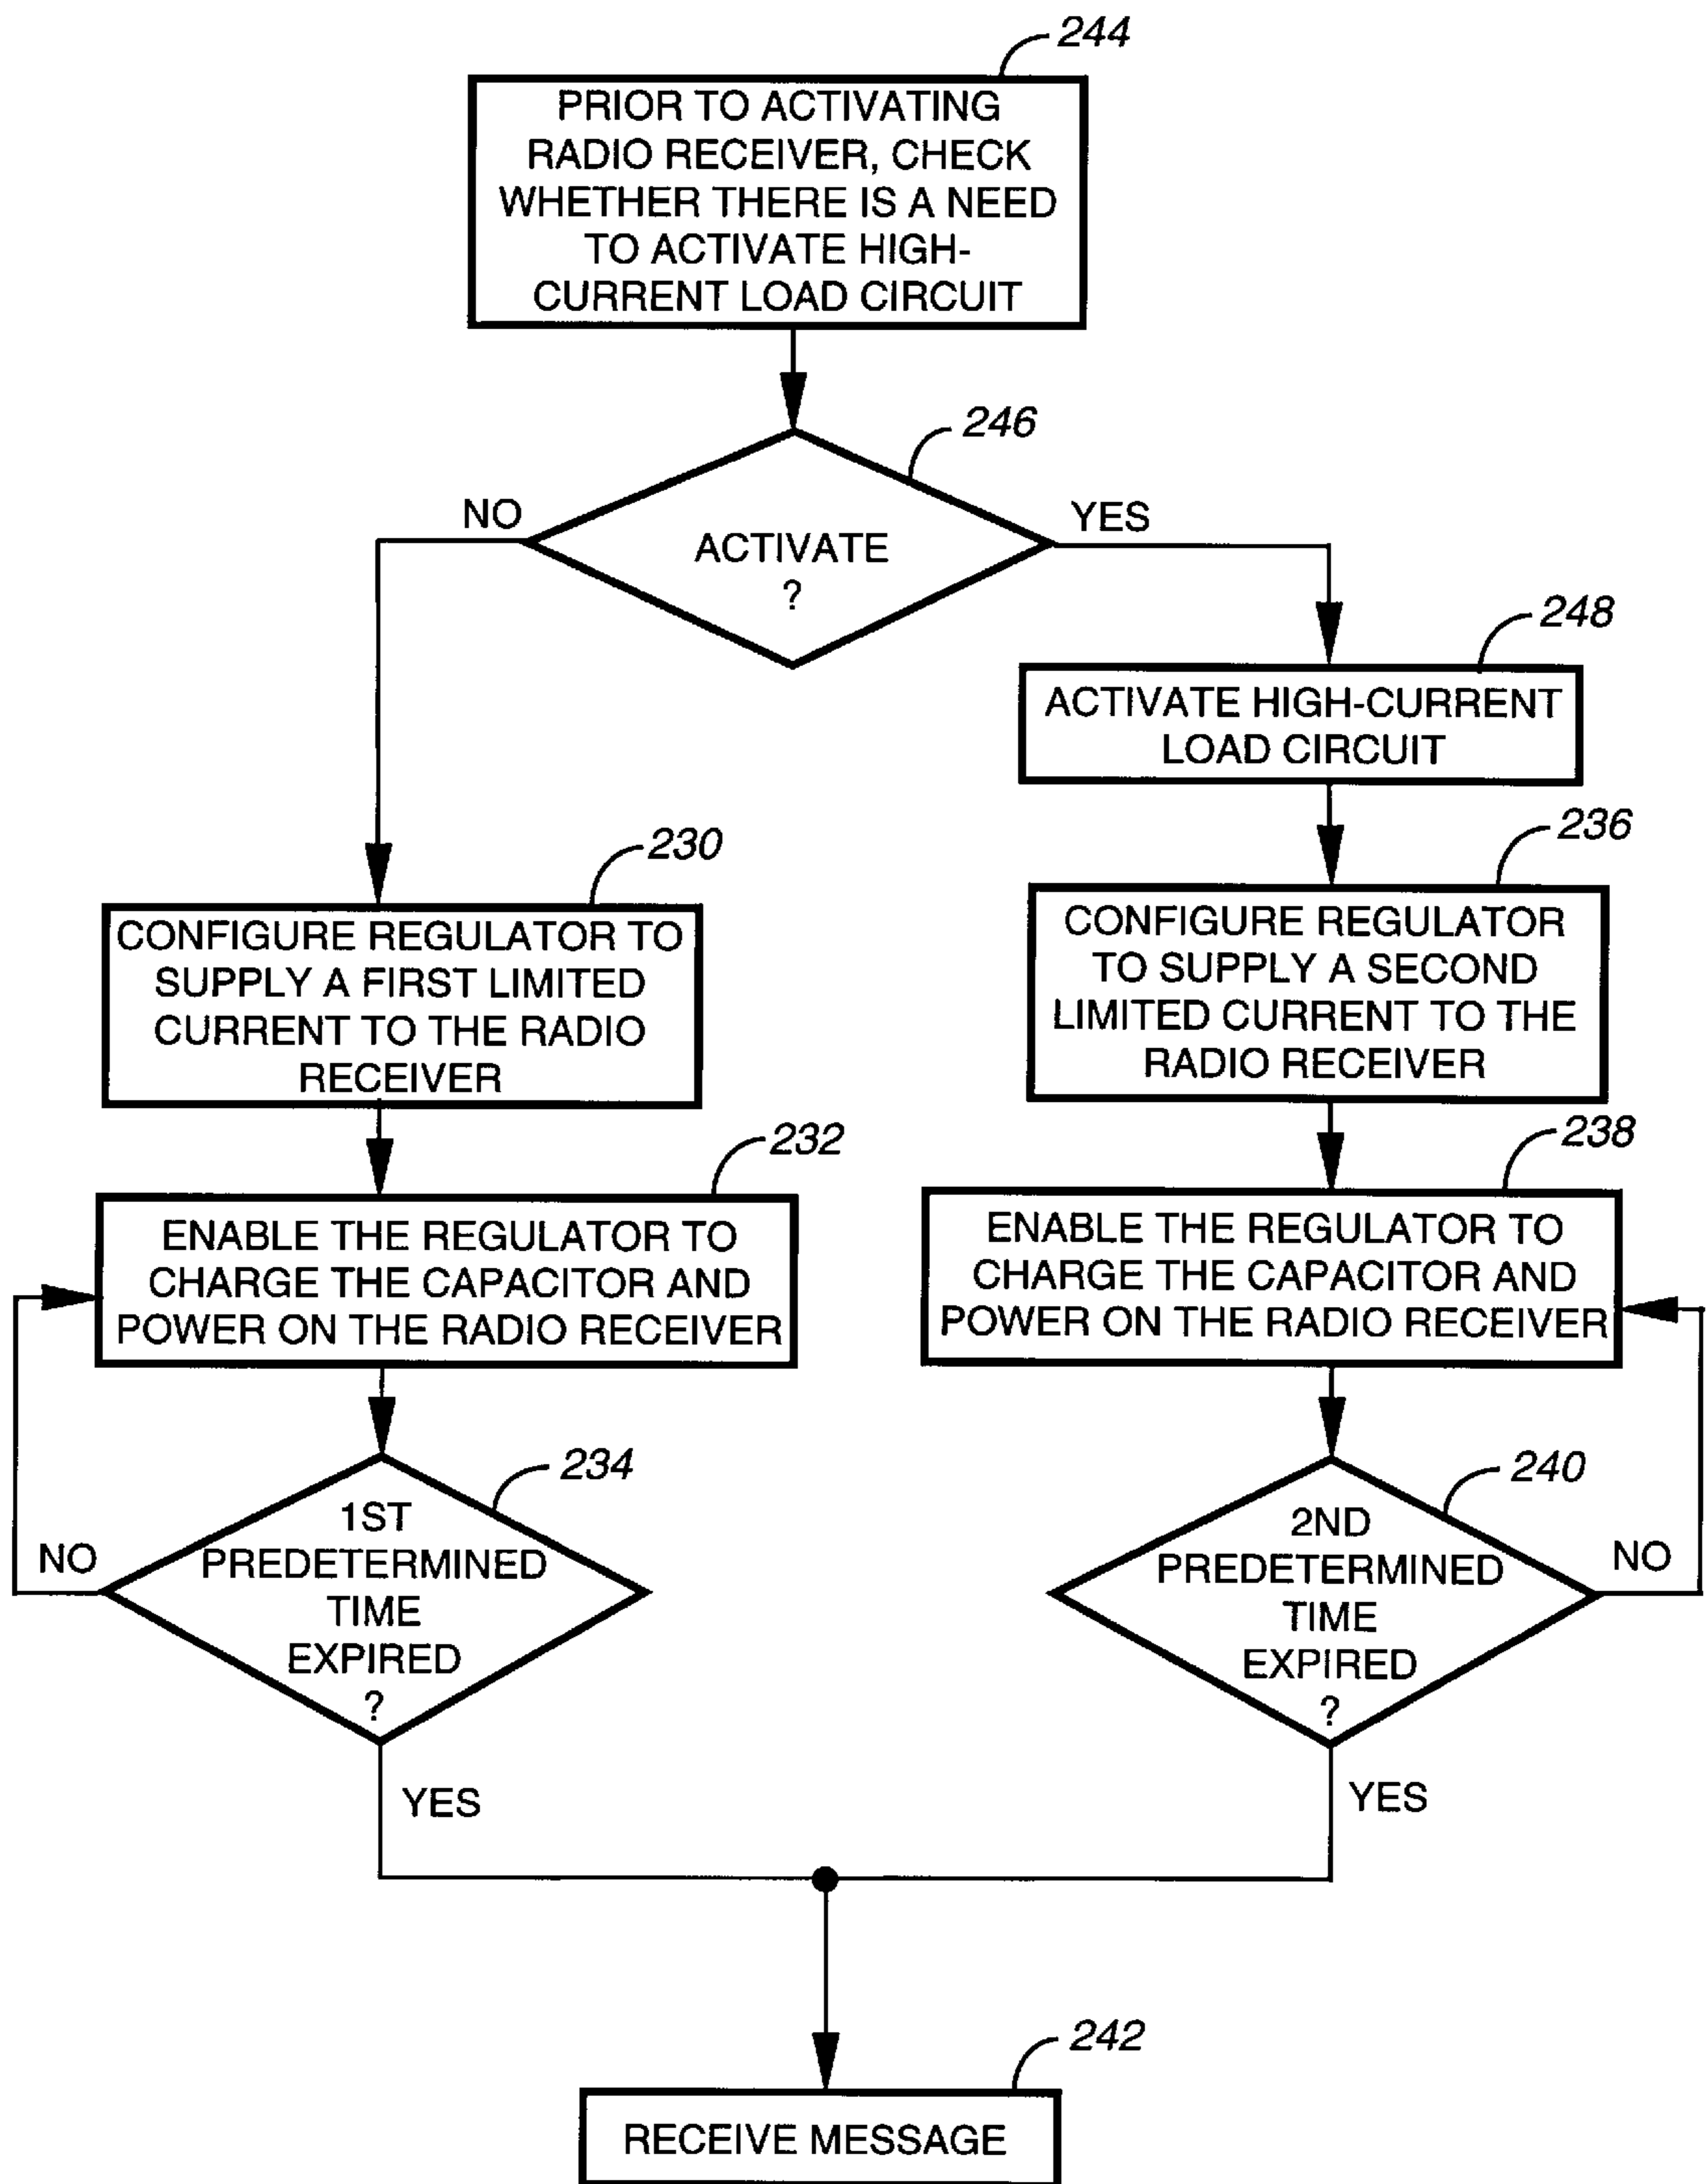 244
PRIOR TO ACTIVATING
RADIO RECEIVER, CHECK
WHETHER THERE IS A NEED
TO ACTIVATE HIGH-
CURRENT LOAD CIRCUIT
246
NO
YES
ACTIVATE
?
248
ACTIVATE HIGH-CURRENT
LOAD CIRCUIT
230
CONFIGURE REGULATOR TO
SUPPLY A FIRST LIMITED
CURRENT TO THE RADIO
RECEIVER
236
CONFIGURE REGULATOR
TO SUPPLY A SECOND
LIMITED CURRENT TO THE
RADIO RECEIVER
232
ENABLE THE REGULATOR TO
CHARGE THE CAPACITOR AND
POWER ON THE RADIO RECEIVER
238
ENABLE THE REGULATOR TO
CHARGE THE CAPACITOR AND
POWER ON THE RADIO RECEIVER
234
1ST
PREDETERMINED
TIME
EXPIRED
?
NO
YES
240
2ND
PREDETERMINED
TIME
EXPIRED
?
NO
YES
242
RECEIVE MESSAGE